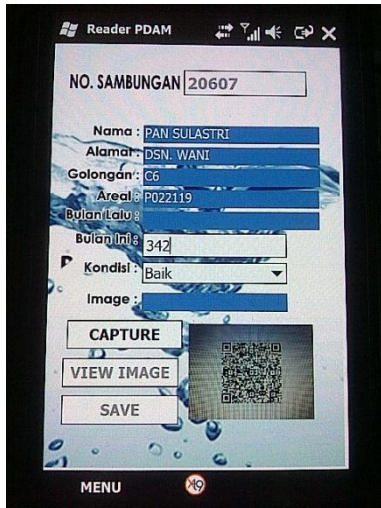 Reader PDAM
NO. SAMBUNGAN 20607
Nama : PAN SULASTRI
Alamat : DSN. WANI
Golongan : C6
Areal : P022119
Bulan Lalu :
Bulan Ini : 342
Kondisi : Baik
Image :
CAPTURE
VIEW IMAGE
SAVE
MENU